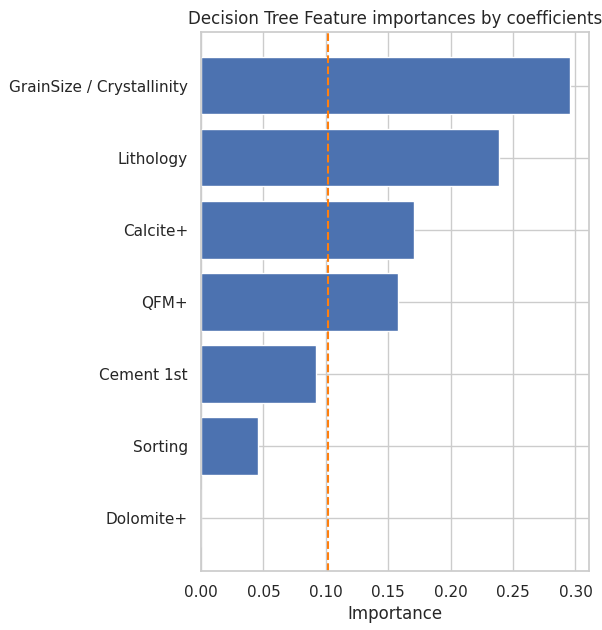 Decision Tree Feature importances by coefficients
GrainSize / Crystallinity
Lithology
Calcite+
QFM+
Cement 1st
Sorting
Dolomite+
0.00 0.05 0.10 0.15 0.20 0.25 0.30
Importance